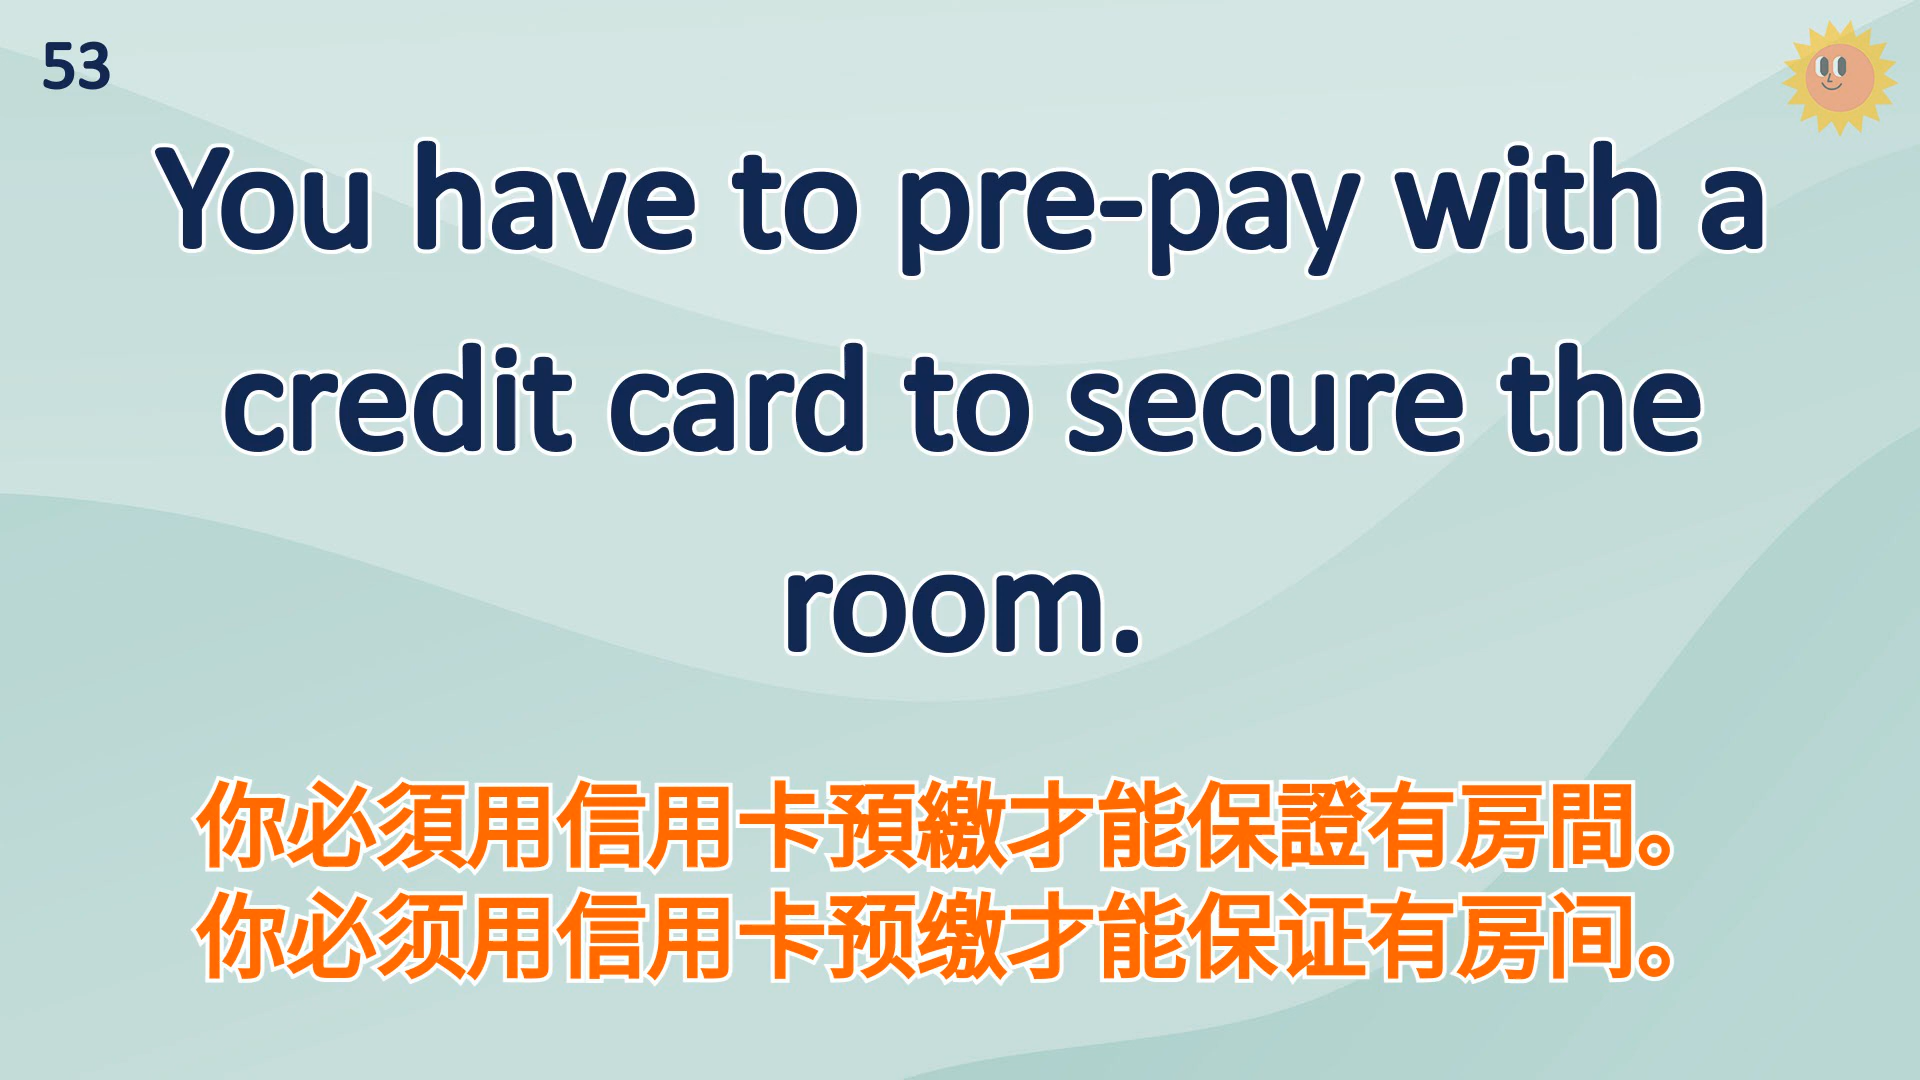 53
You have to pre-pay with a
credit card to secure the
room.
你必須用信用卡預繳才能保證有房間。
你必须用信用卡预缴才能保证有房间。